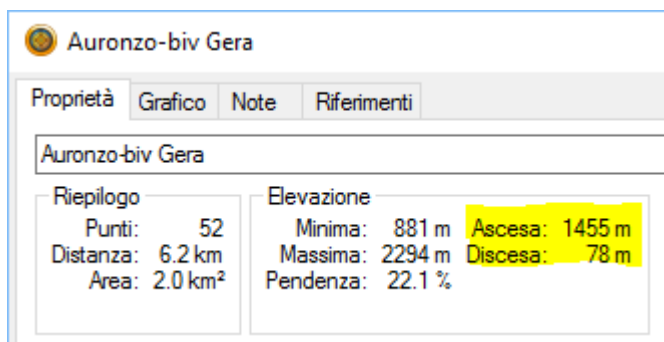 Auronzo-biv Gera
Proprietà Grafico Note Riferimenti
Auronzo-biv Gera
Riepilogo
Punti: 52
Distanza: 6.2 km
Area: 2.0 km²
Elevazione
Minima: 881 m Ascesa: 1455 m
Massima: 2294 m Discesa: 78 m
Pendenza: 22.1 %